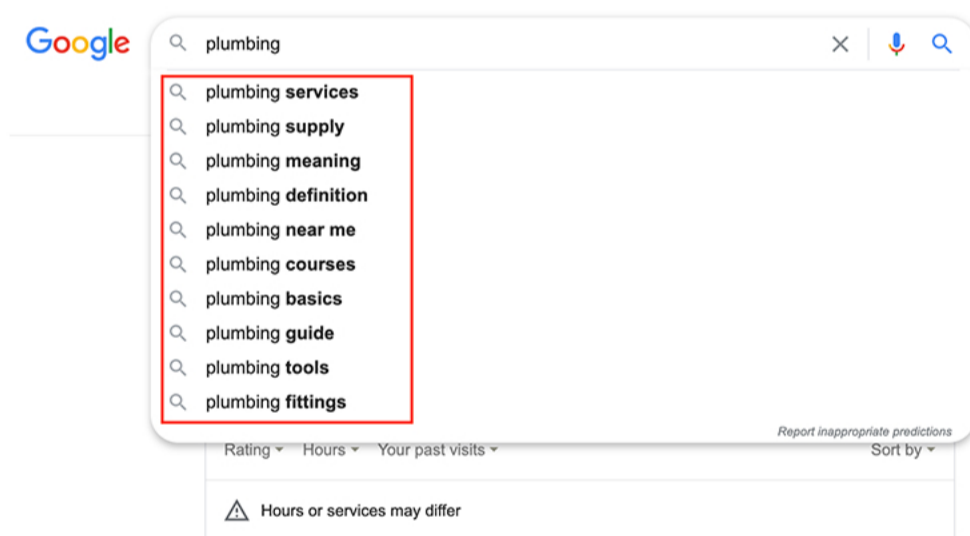 Google plumbing
plumbing services
plumbing supply
plumbing meaning
plumbing definition
plumbing near me
plumbing courses
plumbing basics
plumbing guide
plumbing tools
plumbing fittings
Report inappropriate predictions
Rating Hours Your past visits Sort by
Hours or services may differ